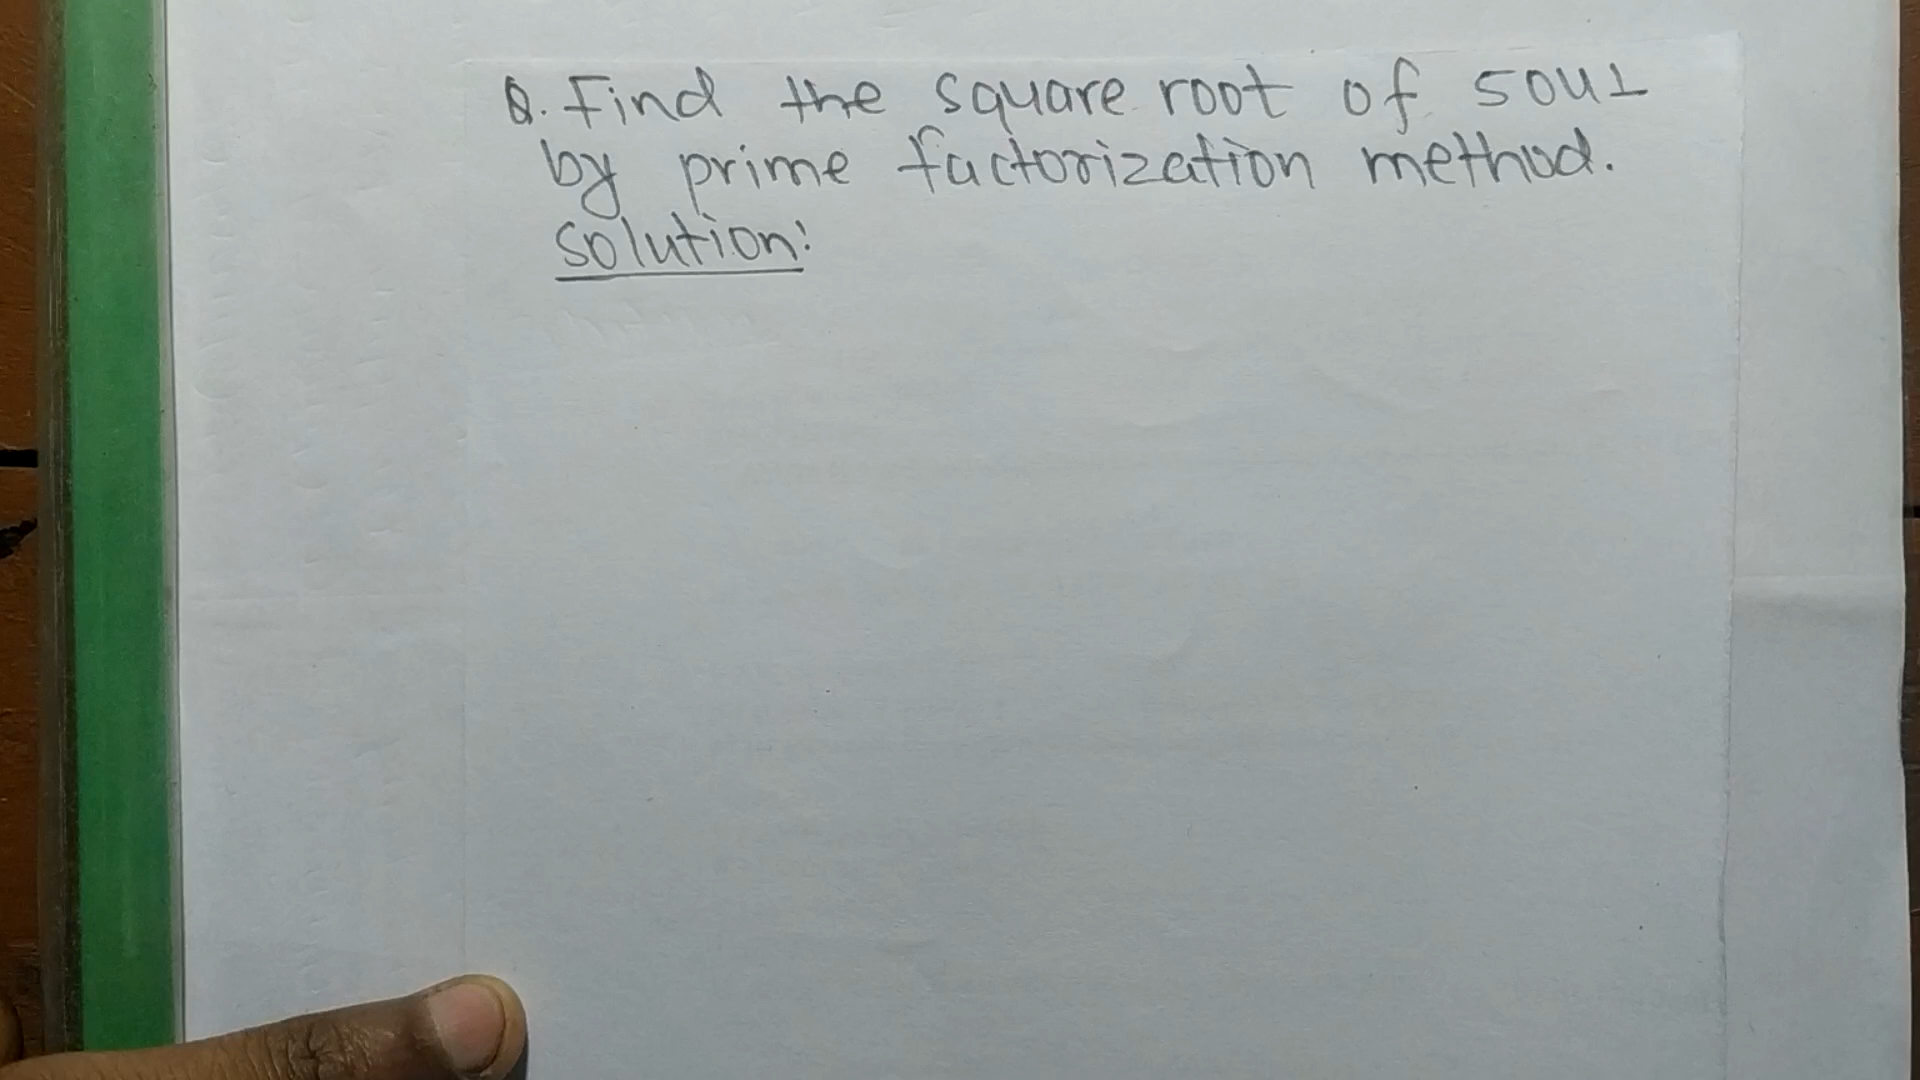 Q. Find the square root of 5041
by prime factorization method.
Solution: